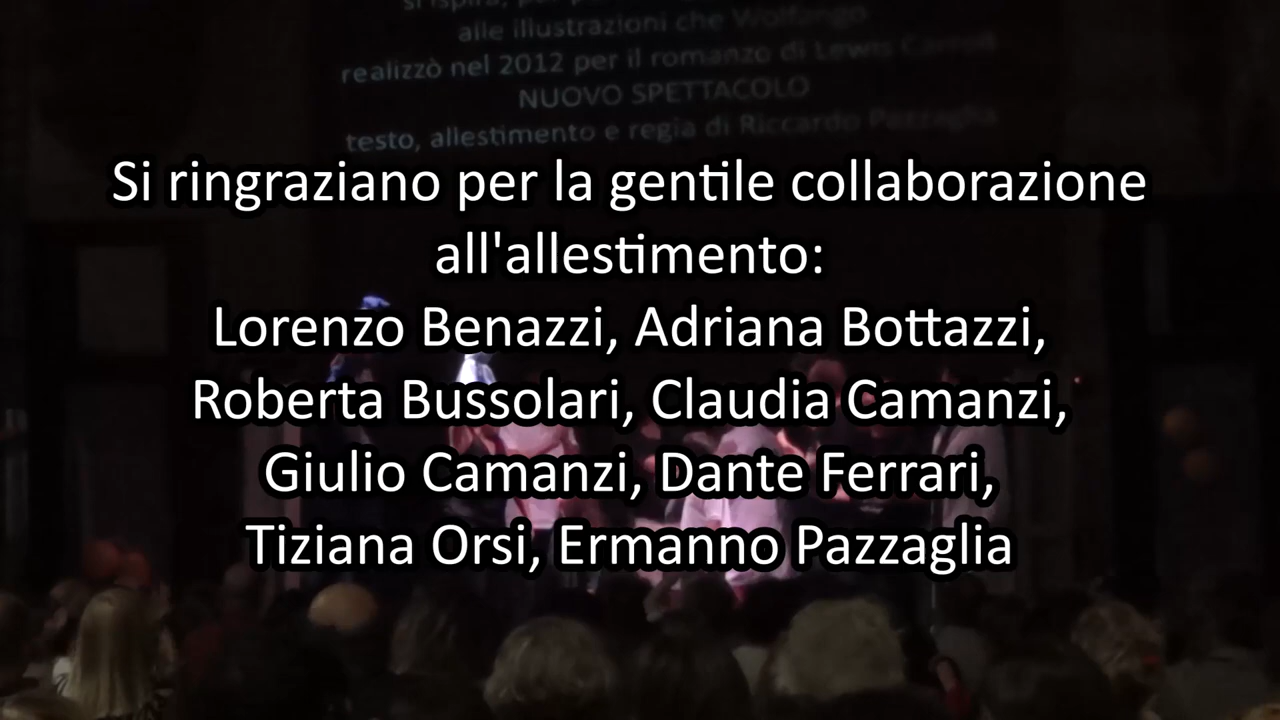 alle illustrazioni che Wolfango
realizzò nel 2012 per il romanzo di Lewis Carroll
NUOVO SPETTACOLO
testo, allestimento e regia di Riccardo Pazzaglia
Si ringraziano per la gentile collaborazione
all'allestimento:
Lorenzo Benazzi, Adriana Bottazzi,
Roberta Bussolari, Claudia Camanzi,
Giulio Camanzi, Dante Ferrari,
Tiziana Orsi, Ermanno Pazzaglia